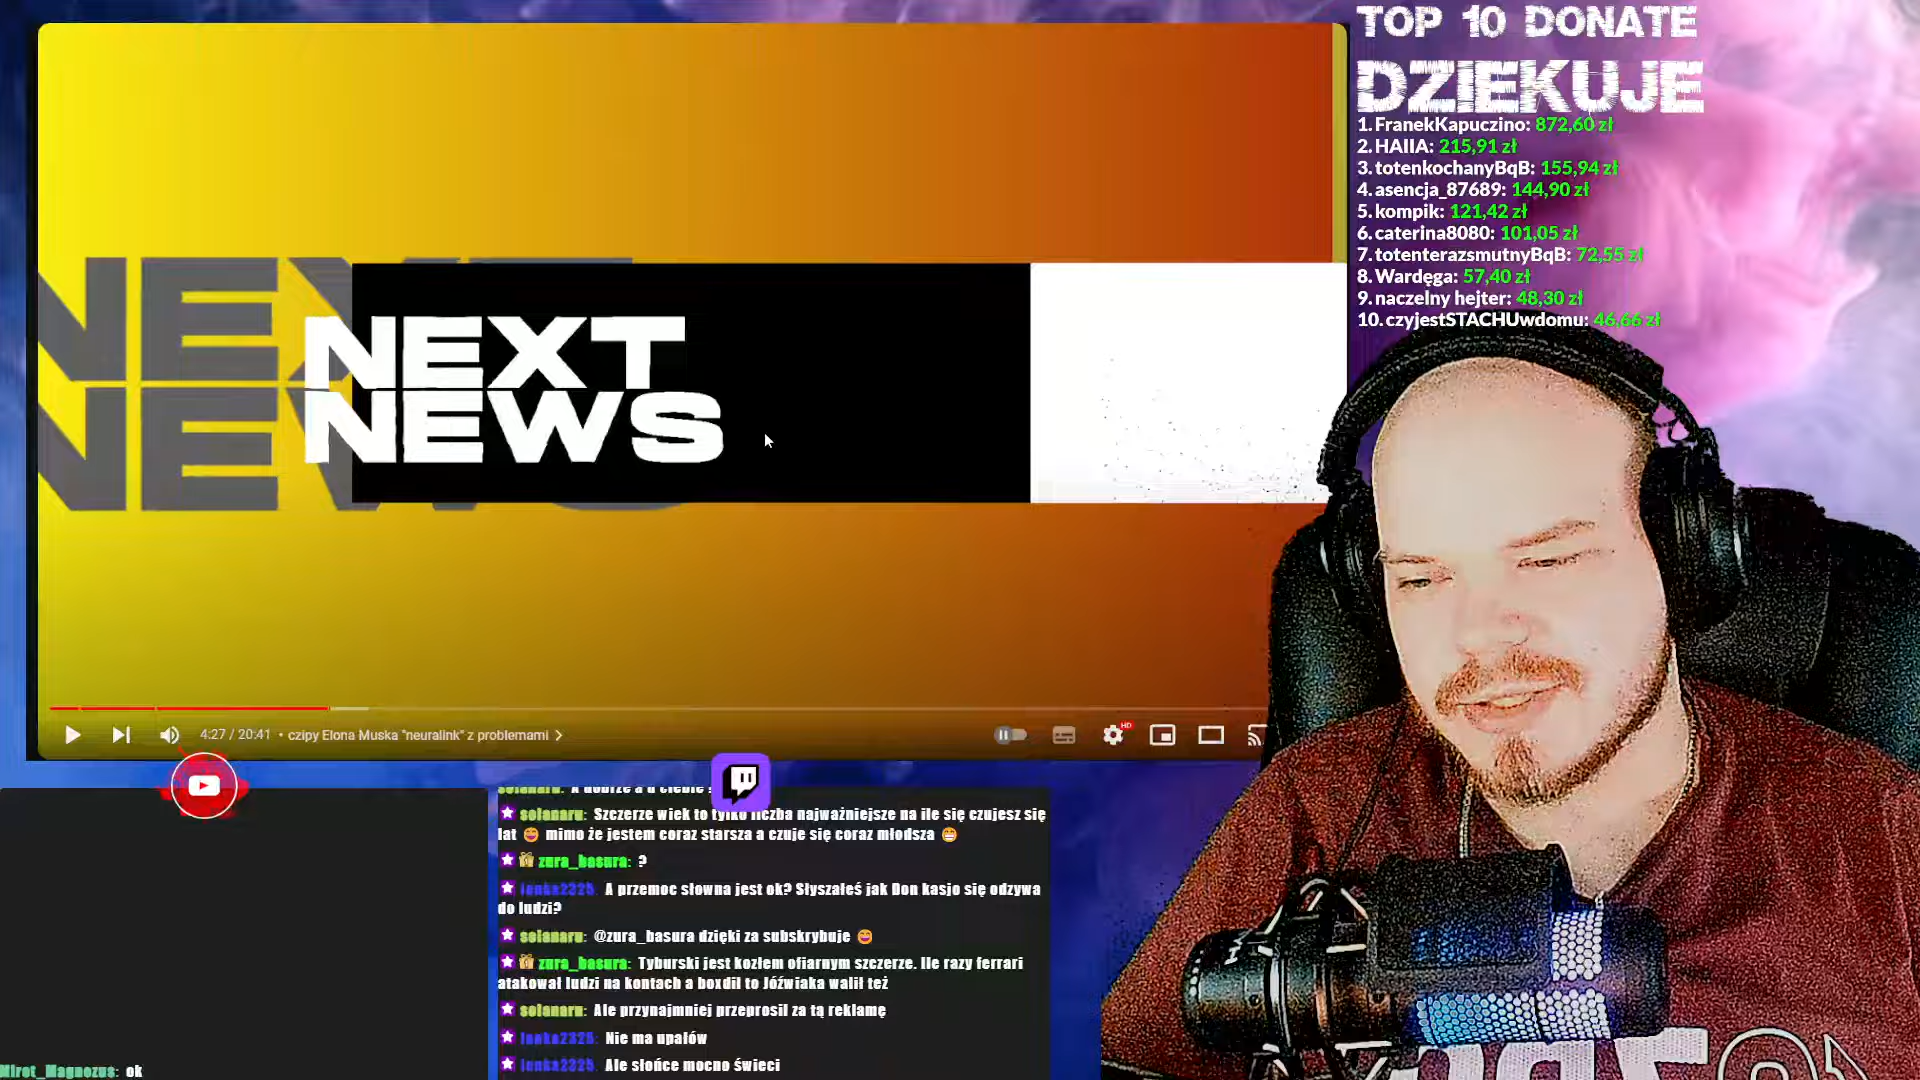 TOP 10 DONATE
DZIEKUJE
1. FranekKapuczino: 872,60 zł
2. HAIIA: 215,91 zł
3. totenkochanyBqB: 155,94 zł
4. asencja_87689: 144,90 zł
5. kompik: 121,42 zł
6. caterina8080: 101,05 zł
7. totenterazsmutnyBqB: 72,55 zł
8. Wardęga: 57,40 zł
9. naczelny hejter: 48,30 zł
10. czyjestSTACHUwdomu: 46,66 zł
NEXT
NEWS
4:27 / 20:41 • czipy Elona Muska "neuralink" z problemami
HD
solanaru: Szczerze wiek to tylko liczba najważniejsze na ile się czujesz się
lat 😄 mimo że jestem coraz starsza a czuje się coraz młodsza 😁
zura_basura: ?
lenka2325: A przemoc słowna jest ok? Słyszałeś jak Don kasjo się odzywa
do ludzi?
solanaru: @zura_basura dzięki za subskrybuje 😄
zura_basura: Tyburski jest kozłem ofiarnym szczerze. Ile razy ferrari
atakował ludzi na kontach a boxdil to Jóźwiaka walił też
solanaru: Ale przynajmniej przeprosil za tą reklamę
lenka2325: Nie ma upałów
lenka2325: Ale słońce mocno świeci
Mirot_Magnezus: ok